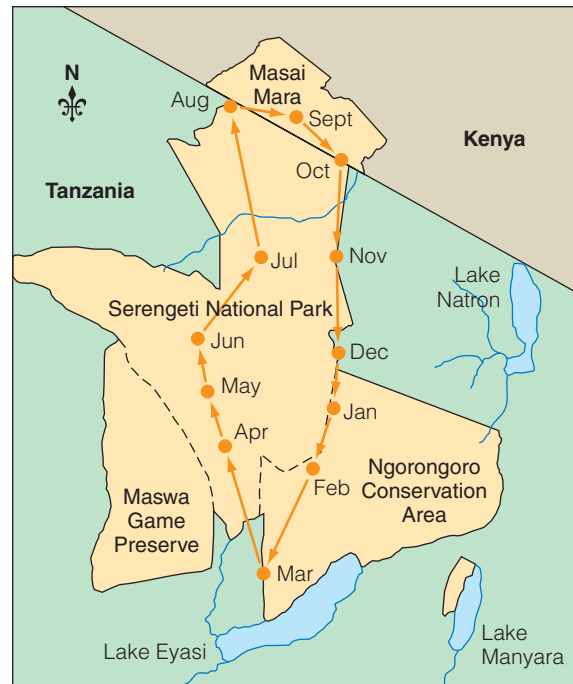 N
Masai
Mara
Aug
Sept
Oct
Kenya
Tanzania
Jul
Nov
Lake
Natron
Serengeti National Park
Jun
Dec
May
Jan
Apr
Feb
Ngorongoro
Conservation
Area
Maswa
Game
Preserve
Mar
Lake Eyasi
Lake
Manyara